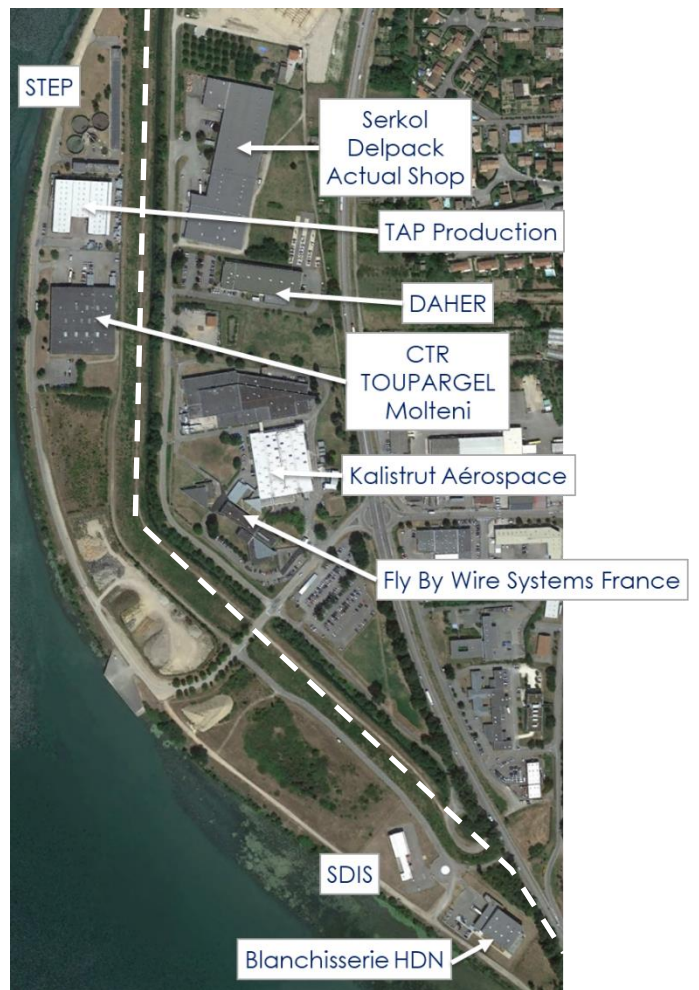 STEP
Serkol
Delpack
Actual Shop
TAP Production
DAHER
CTR
TOUPARGEL
Molteni
Kalistrut Aérospace
Fly By Wire Systems France
SDIS
Blanchisserie HDN